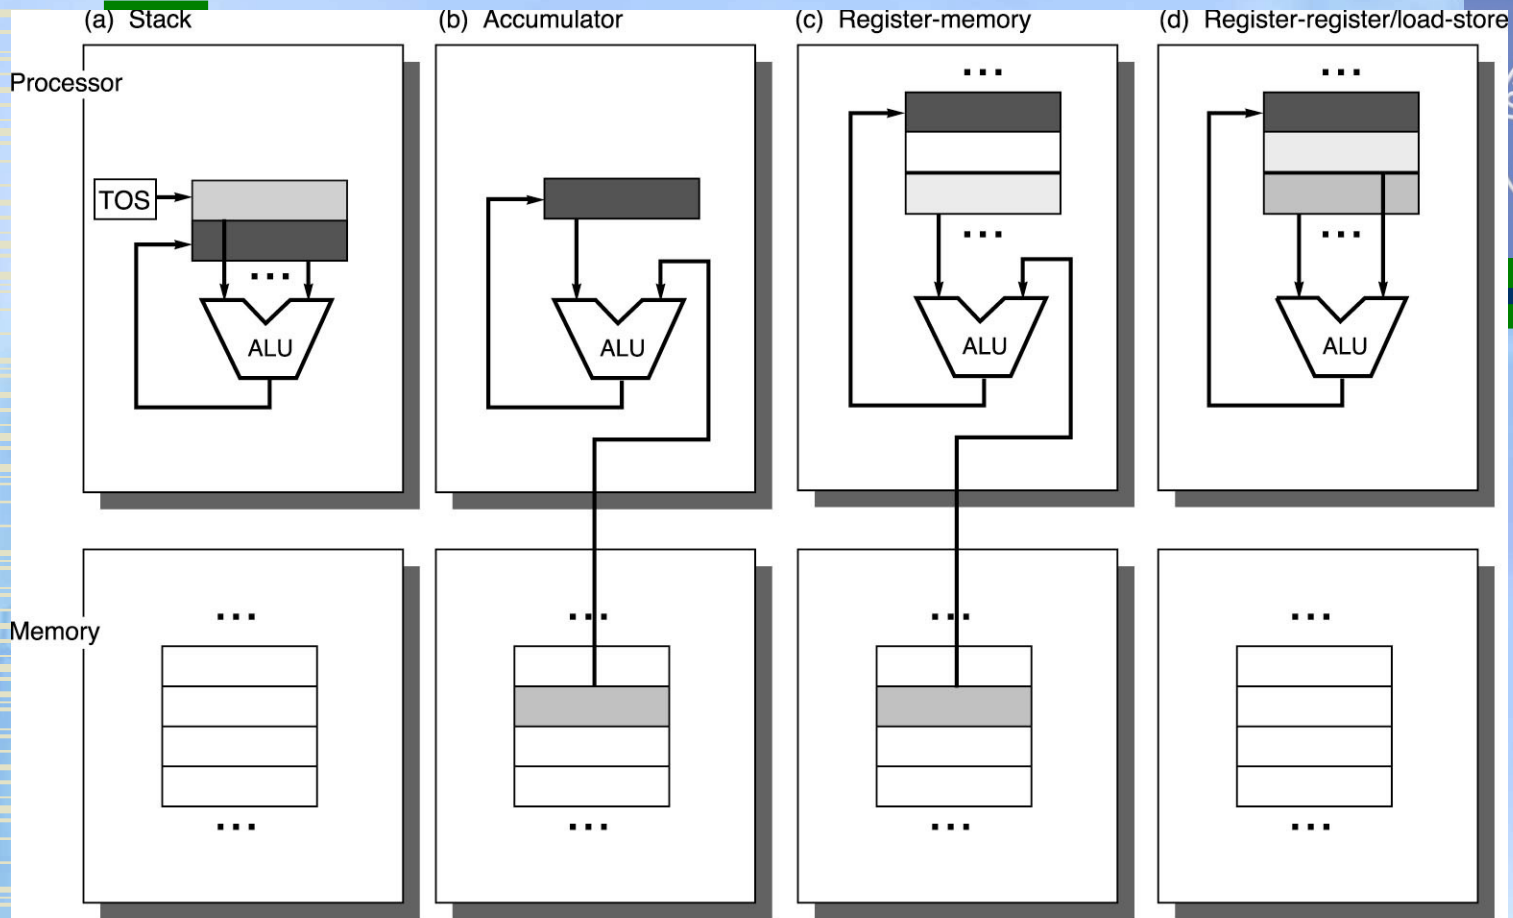 (a) Stack
(b) Accumulator
(c) Register-memory
(d) Register-register/load-store
Processor
...
...
TOS
...
...
...
ALU
ALU
ALU
ALU
Memory
...
...
...
...
...
...
...
...